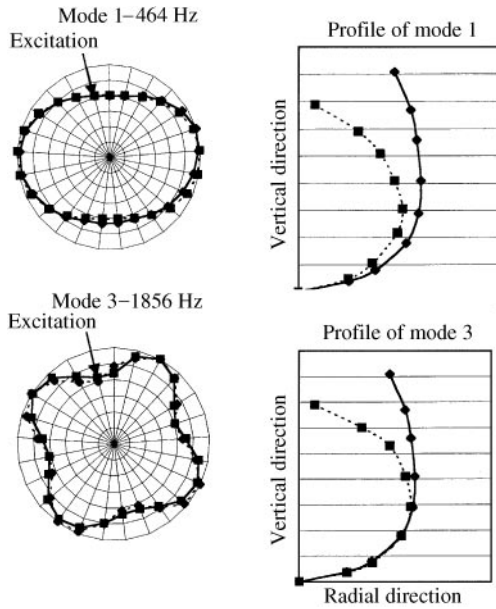 Mode 1–464 Hz
Excitation
Profile of mode 1
Vertical direction
Mode 3–1856 Hz
Excitation
Profile of mode 3
Vertical direction
Radial direction